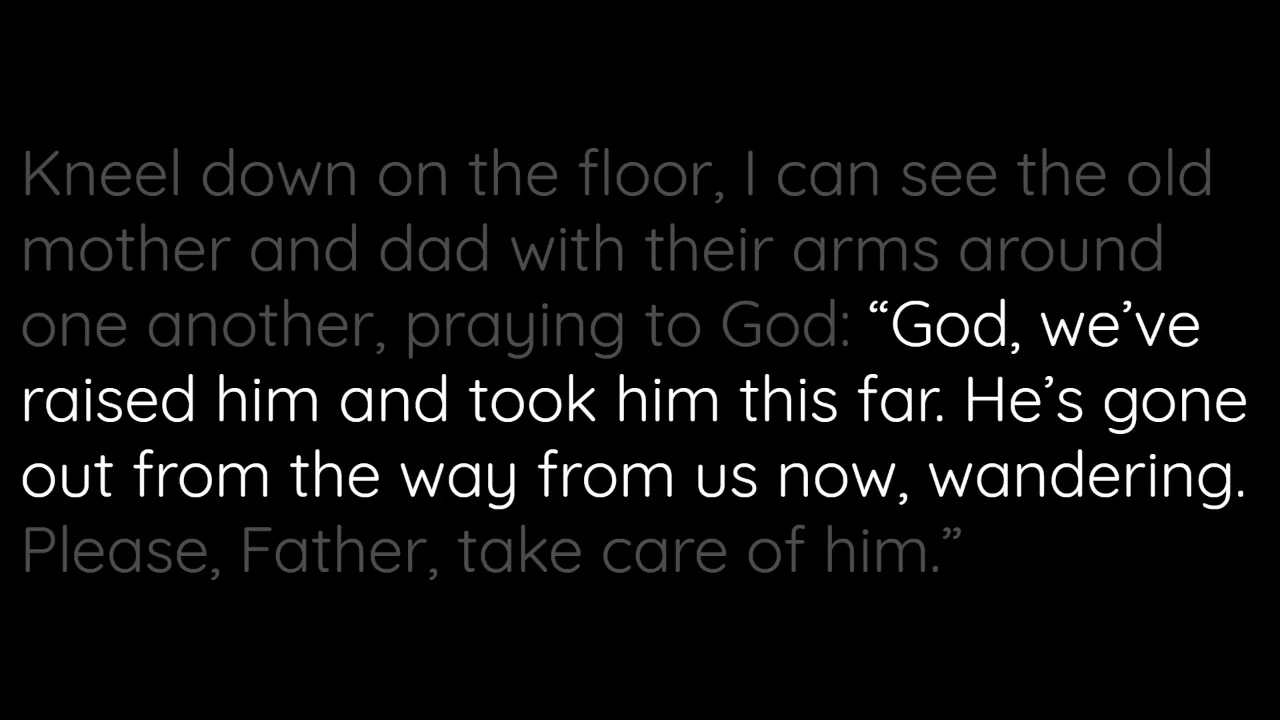 Kneel down on the floor, I can see the old
mother and dad with their arms around
one another, praying to God: “God, we’ve
raised him and took him this far. He’s gone
out from the way from us now, wandering.
Please, Father, take care of him.”